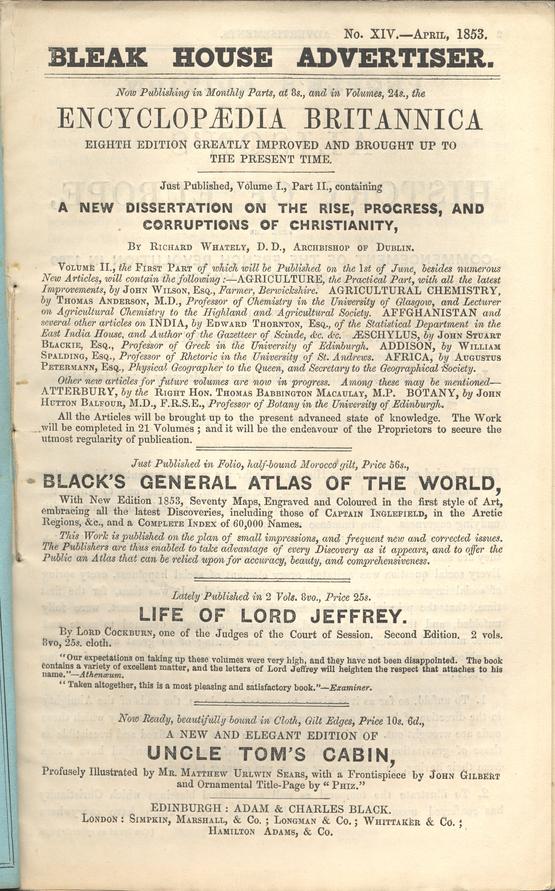 No. XIV.—April, 1853.
BLEAK HOUSE ADVERTISER.
Now Publishing in Monthly Parts, at 8s., and in Volumes, 24s., the
ENCYCLOPÆDIA BRITANNICA
EIGHTH EDITION GREATLY IMPROVED AND BROUGHT UP TO
THE PRESENT TIME.
Just Published, Volume I., Part II., containing
A NEW DISSERTATION ON THE RISE, PROGRESS, AND
CORRUPTIONS OF CHRISTIANITY,
By Richard Whately, D. D., Archbishop of Dublin.
Volume II., the First Part of which will be Published on the 1st of June, besides numerous
New Articles, will contain the following:—AGRICULTURE, the Practical Part, with all the latest
Improvements, by John Wilson, Esq., Farmer, Berwickshire. AGRICULTURAL CHEMISTRY,
by Thomas Anderson, M.D., Professor of Chemistry in the University of Glasgow, and Lecturer
on Agricultural Chemistry to the Highland and Agricultural Society. AFFGHANISTAN and
several other articles on INDIA, by Edward Thornton, Esq., of the Statistical Department in the
East India House, and Author of the Gazetteer of Scinde, &c. &c. ÆSCHYLUS, by John Stuart
Blackie, Esq., Professor of Greek in the University of Edinburgh. ADDISON, by William
Spalding, Esq., Professor of Rhetoric in the University of St. Andrews. AFRICA, by Augustus
Petermann, Esq., Physical Geographer to the Queen, and Secretary to the Geographical Society.
Other new articles for future volumes are now in progress. Among these may be mentioned—
ATTERBURY, by the Right Hon. Thomas Babbington Macaulay, M.P. BOTANY, by John
Hutton Balfour, M.D., F.R.S.E., Professor of Botany in the University of Edinburgh.
All the Articles will be brought up to the present advanced state of knowledge. The Work
will be completed in 21 Volumes; and it will be the endeavour of the Proprietors to secure the
utmost regularity of publication.
Just Published in Folio, half-bound Morocco gilt, Price 56s.,
BLACK'S GENERAL ATLAS OF THE WORLD,
With New Edition 1853, Seventy Maps, Engraved and Coloured in the first style of Art,
embracing all the latest Discoveries, including those of Captain Inglefield, in the Arctic
Regions, &c., and a Complete Index of 60,000 Names.
This Work is published on the plan of small impressions, and frequent new and corrected issues.
The Publishers are thus enabled to take advantage of every Discovery as it appears, and to offer the
Public an Atlas that can be relied upon for accuracy, beauty, and comprehensiveness.
Lately Published in 2 Vols. 8vo, Price 25s.
LIFE OF LORD JEFFREY.
By Lord Cockburn, one of the Judges of the Court of Session. Second Edition. 2 vols.
8vo, 25s. cloth.
"Our expectations on taking up these volumes were very high, and they have not been disappointed. The book
contains a variety of excellent matter, and the letters of Lord Jeffrey will heighten the respect that attaches to his
name."—Athenæum.
"Taken altogether, this is a most pleasing and satisfactory book."—Examiner.
Now Ready, beautifully bound in Cloth, Gilt Edges, Price 10s. 6d.,
A NEW AND ELEGANT EDITION OF
UNCLE TOM'S CABIN,
Profusely Illustrated by Mr. Matthew Urlwin Sears, with a Frontispiece by John Gilbert
and Ornamental Title-Page by "Phiz."
EDINBURGH: ADAM & CHARLES BLACK.
London: Simpkin, Marshall, & Co.; Longman & Co.; Whittaker & Co.;
Hamilton Adams, & Co.